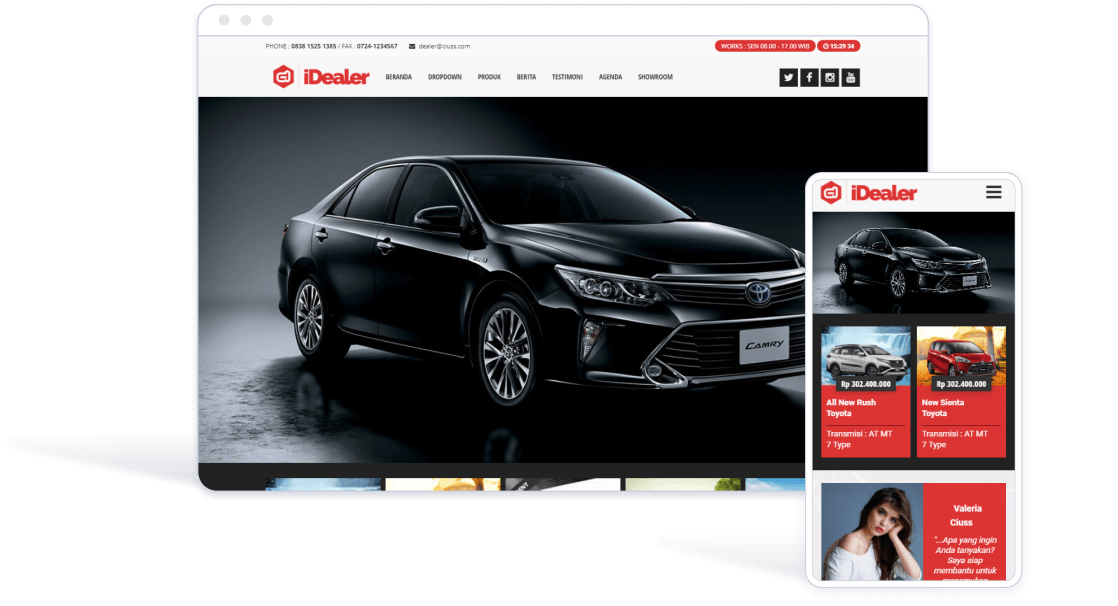 PHONE : 0838 1525 1385 / FAX : 0724-1234567 dealer@ciuss.com WORKS : SEN 08.00 - 17.00 WIB 15:29 34
iDealer BERANDA DROPDOWN PRODUK BERITA TESTIMONI AGENDA SHOWROOM
CAMRY
iDealer
Rp 302.400.000 Rp 302.400.000
All New Rush New Sienta
Toyota Toyota
Transmisi : AT MT Transmisi : AT MT
7 Type 7 Type
Valeria
Ciuss
"...Apa yang ingin
Anda tanyakan?
Saya siap
membantu untuk